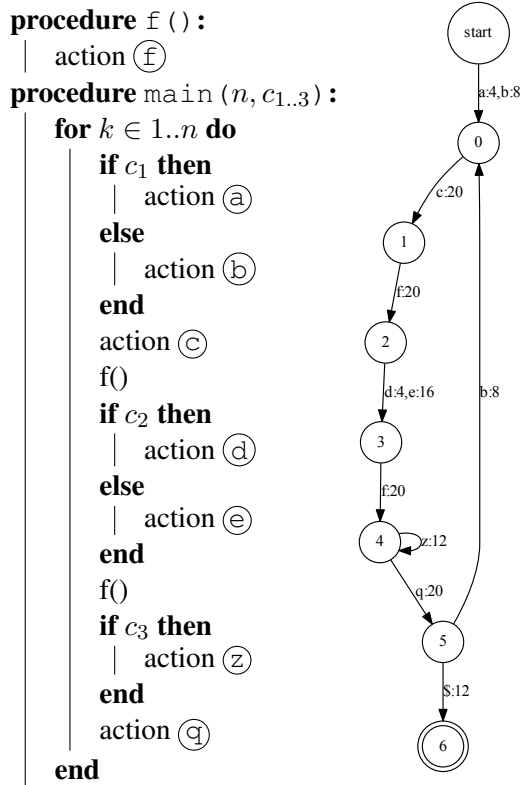 procedure f():
action f
procedure main(n, c1..3):
for k ∈ 1..n do
if c1 then
action a
else
action b
end
action c
f()
if c2 then
action d
else
action e
end
f()
if c3 then
action z
end
action q
end
start
a:4,b:8
0
c:20
1
f:20
2
d:4,e:16
b:8
3
f:20
4
z:12
q:20
5
$:12
6